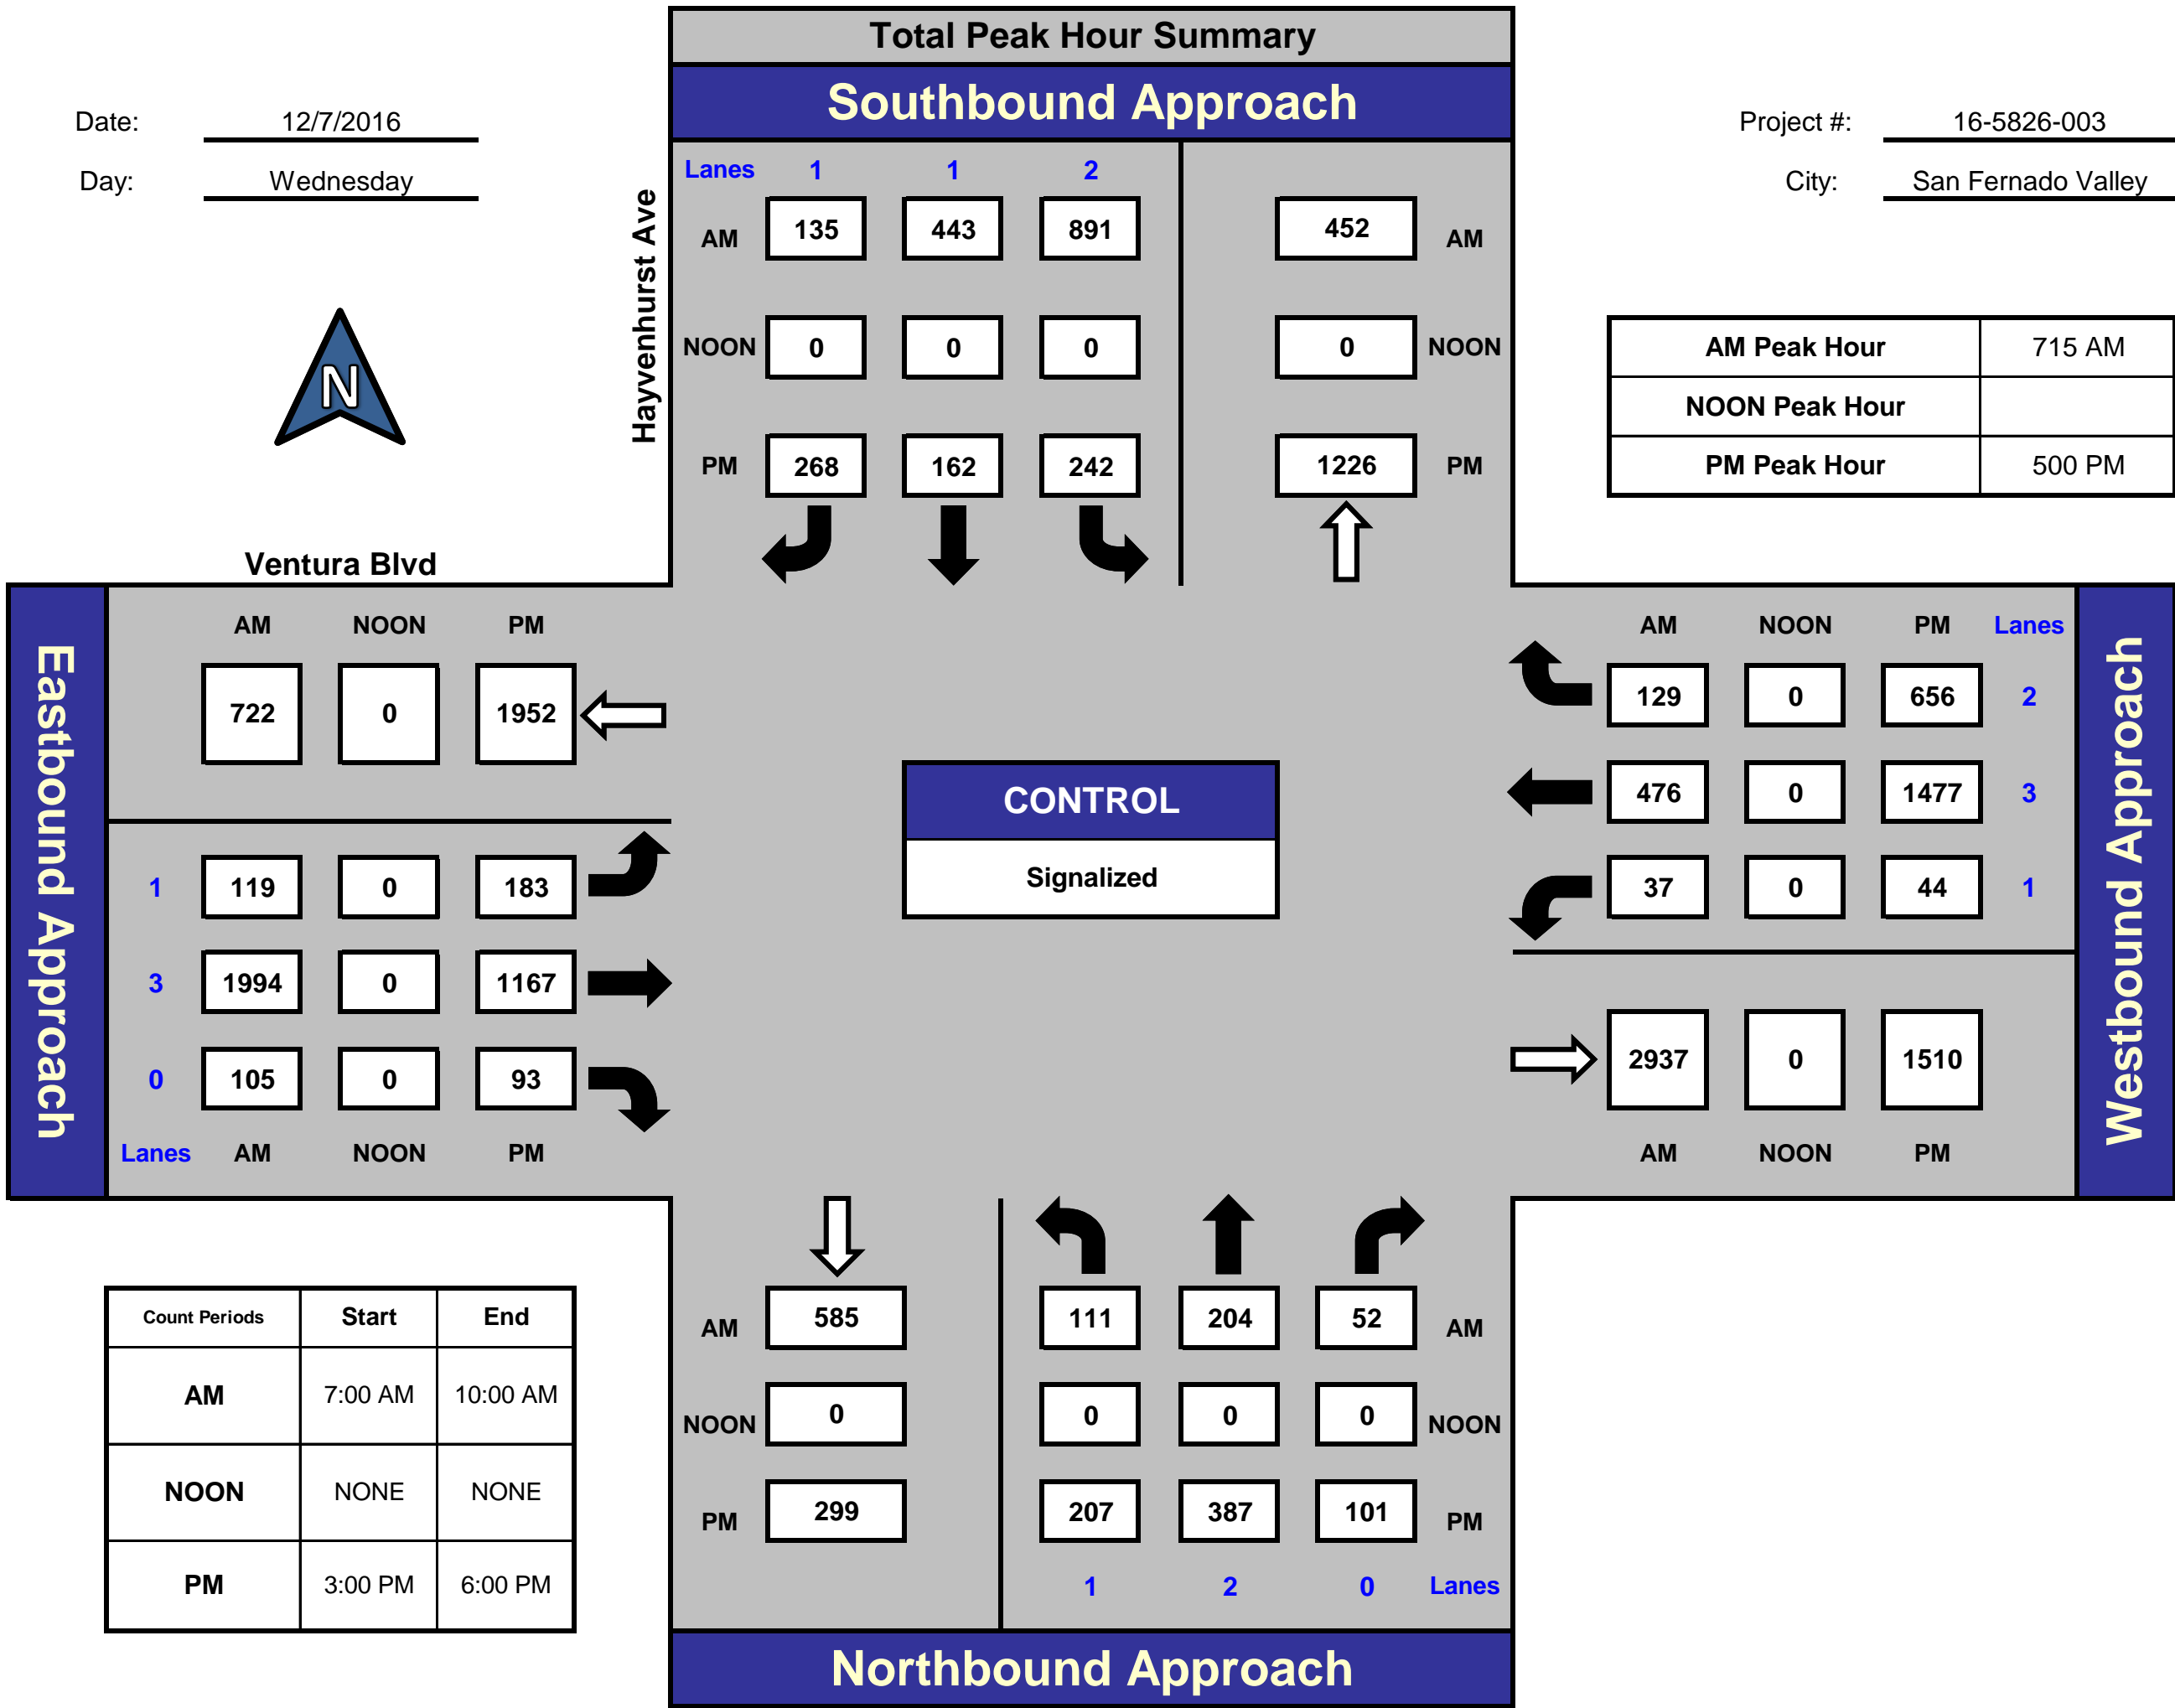 Total Peak Hour Summary
Southbound Approach
Date: 12/7/2016
Day: Wednesday
Project #: 16-5826-003
City: San Fernado Valley
N
Hayvenhurst Ave
Lanes 1 1 2
AM 135 443 891 452 AM
NOON 0 0 0 0 NOON
PM 268 162 242 1226 PM
AM Peak Hour 715 AM
NOON Peak Hour
PM Peak Hour 500 PM
Ventura Blvd
Eastbound Approach
AM NOON PM
722 0 1952
1 119 0 183
3 1994 0 1167
0 105 0 93
Lanes AM NOON PM
CONTROL
Signalized
AM NOON PM Lanes
129 0 656 2
476 0 1477 3
37 0 44 1
2937 0 1510
AM NOON PM
Westbound Approach
Count Periods Start End
AM 7:00 AM 10:00 AM
NOON NONE NONE
PM 3:00 PM 6:00 PM
AM 585 111 204 52 AM
NOON 0 0 0 0 NOON
PM 299 207 387 101 PM
1 2 0 Lanes
Northbound Approach